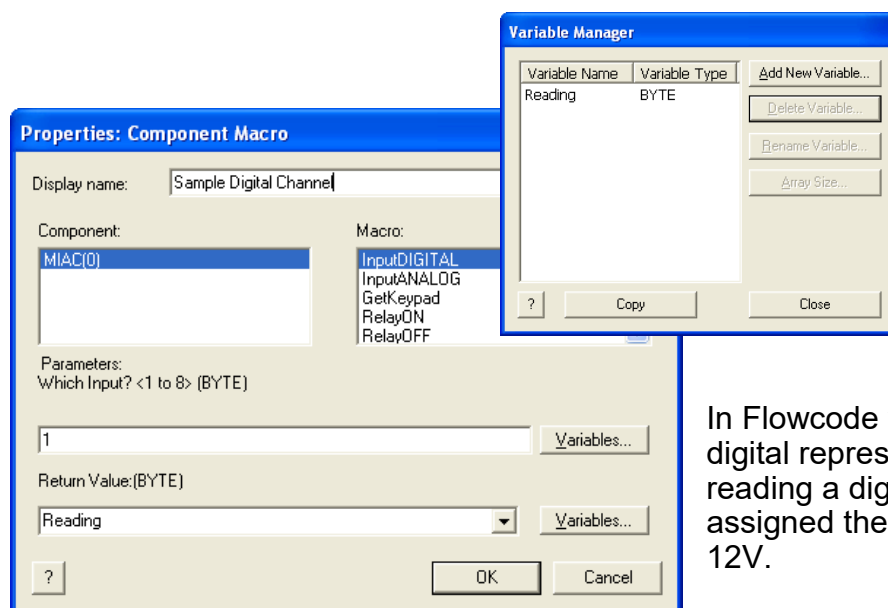 Variable Manager
Variable Name Variable Type
Reading BYTE
Add New Variable...
Delete Variable...
Rename Variable...
Array Size...
? Copy Close
Properties: Component Macro
Display name: Sample Digital Channel
Component: Macro:
MIAC(0) InputDIGITAL
InputANALOG
GetKeypad
RelayON
RelayOFF
Parameters:
Which Input? <1 to 8> (BYTE)
1 Variables...
Return Value:(BYTE)
Reading Variables...
? OK Cancel
In Flowcode
digital repres
reading a dig
assigned the
12V.